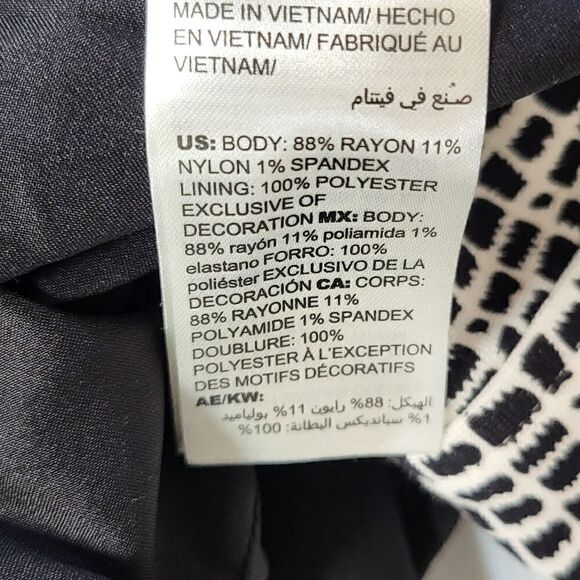 MADE IN VIETNAM/ HECHO
EN VIETNAM/ FABRIQUÉ AU
VIETNAM/
صُنع في فيتنام
US: BODY: 88% RAYON 11%
NYLON 1% SPANDEX
LINING: 100% POLYESTER
EXCLUSIVE OF
DECORATION MX: BODY:
88% rayón 11% poliamida 1%
elastano FORRO: 100%
poliéster EXCLUSIVO DE LA
DECORACIÓN CA: CORPS:
88% RAYONNE 11%
POLYAMIDE 1% SPANDEX
DOUBLURE: 100%
POLYESTER À L'EXCEPTION
DES MOTIFS DÉCORATIFS
AE/KW:
الهيكل: 88% رايون 11% بولياميد
1% سباندكيس البطانة: 100%